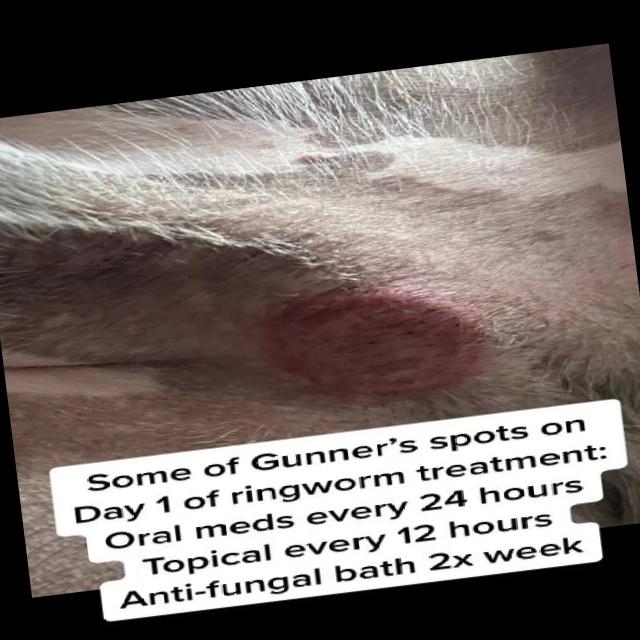 Some of Gunner's spots on
Day 1 of ringworm treatment:
Oral meds every 24 hours
Topical every 12 hours
Anti-fungal bath 2x week